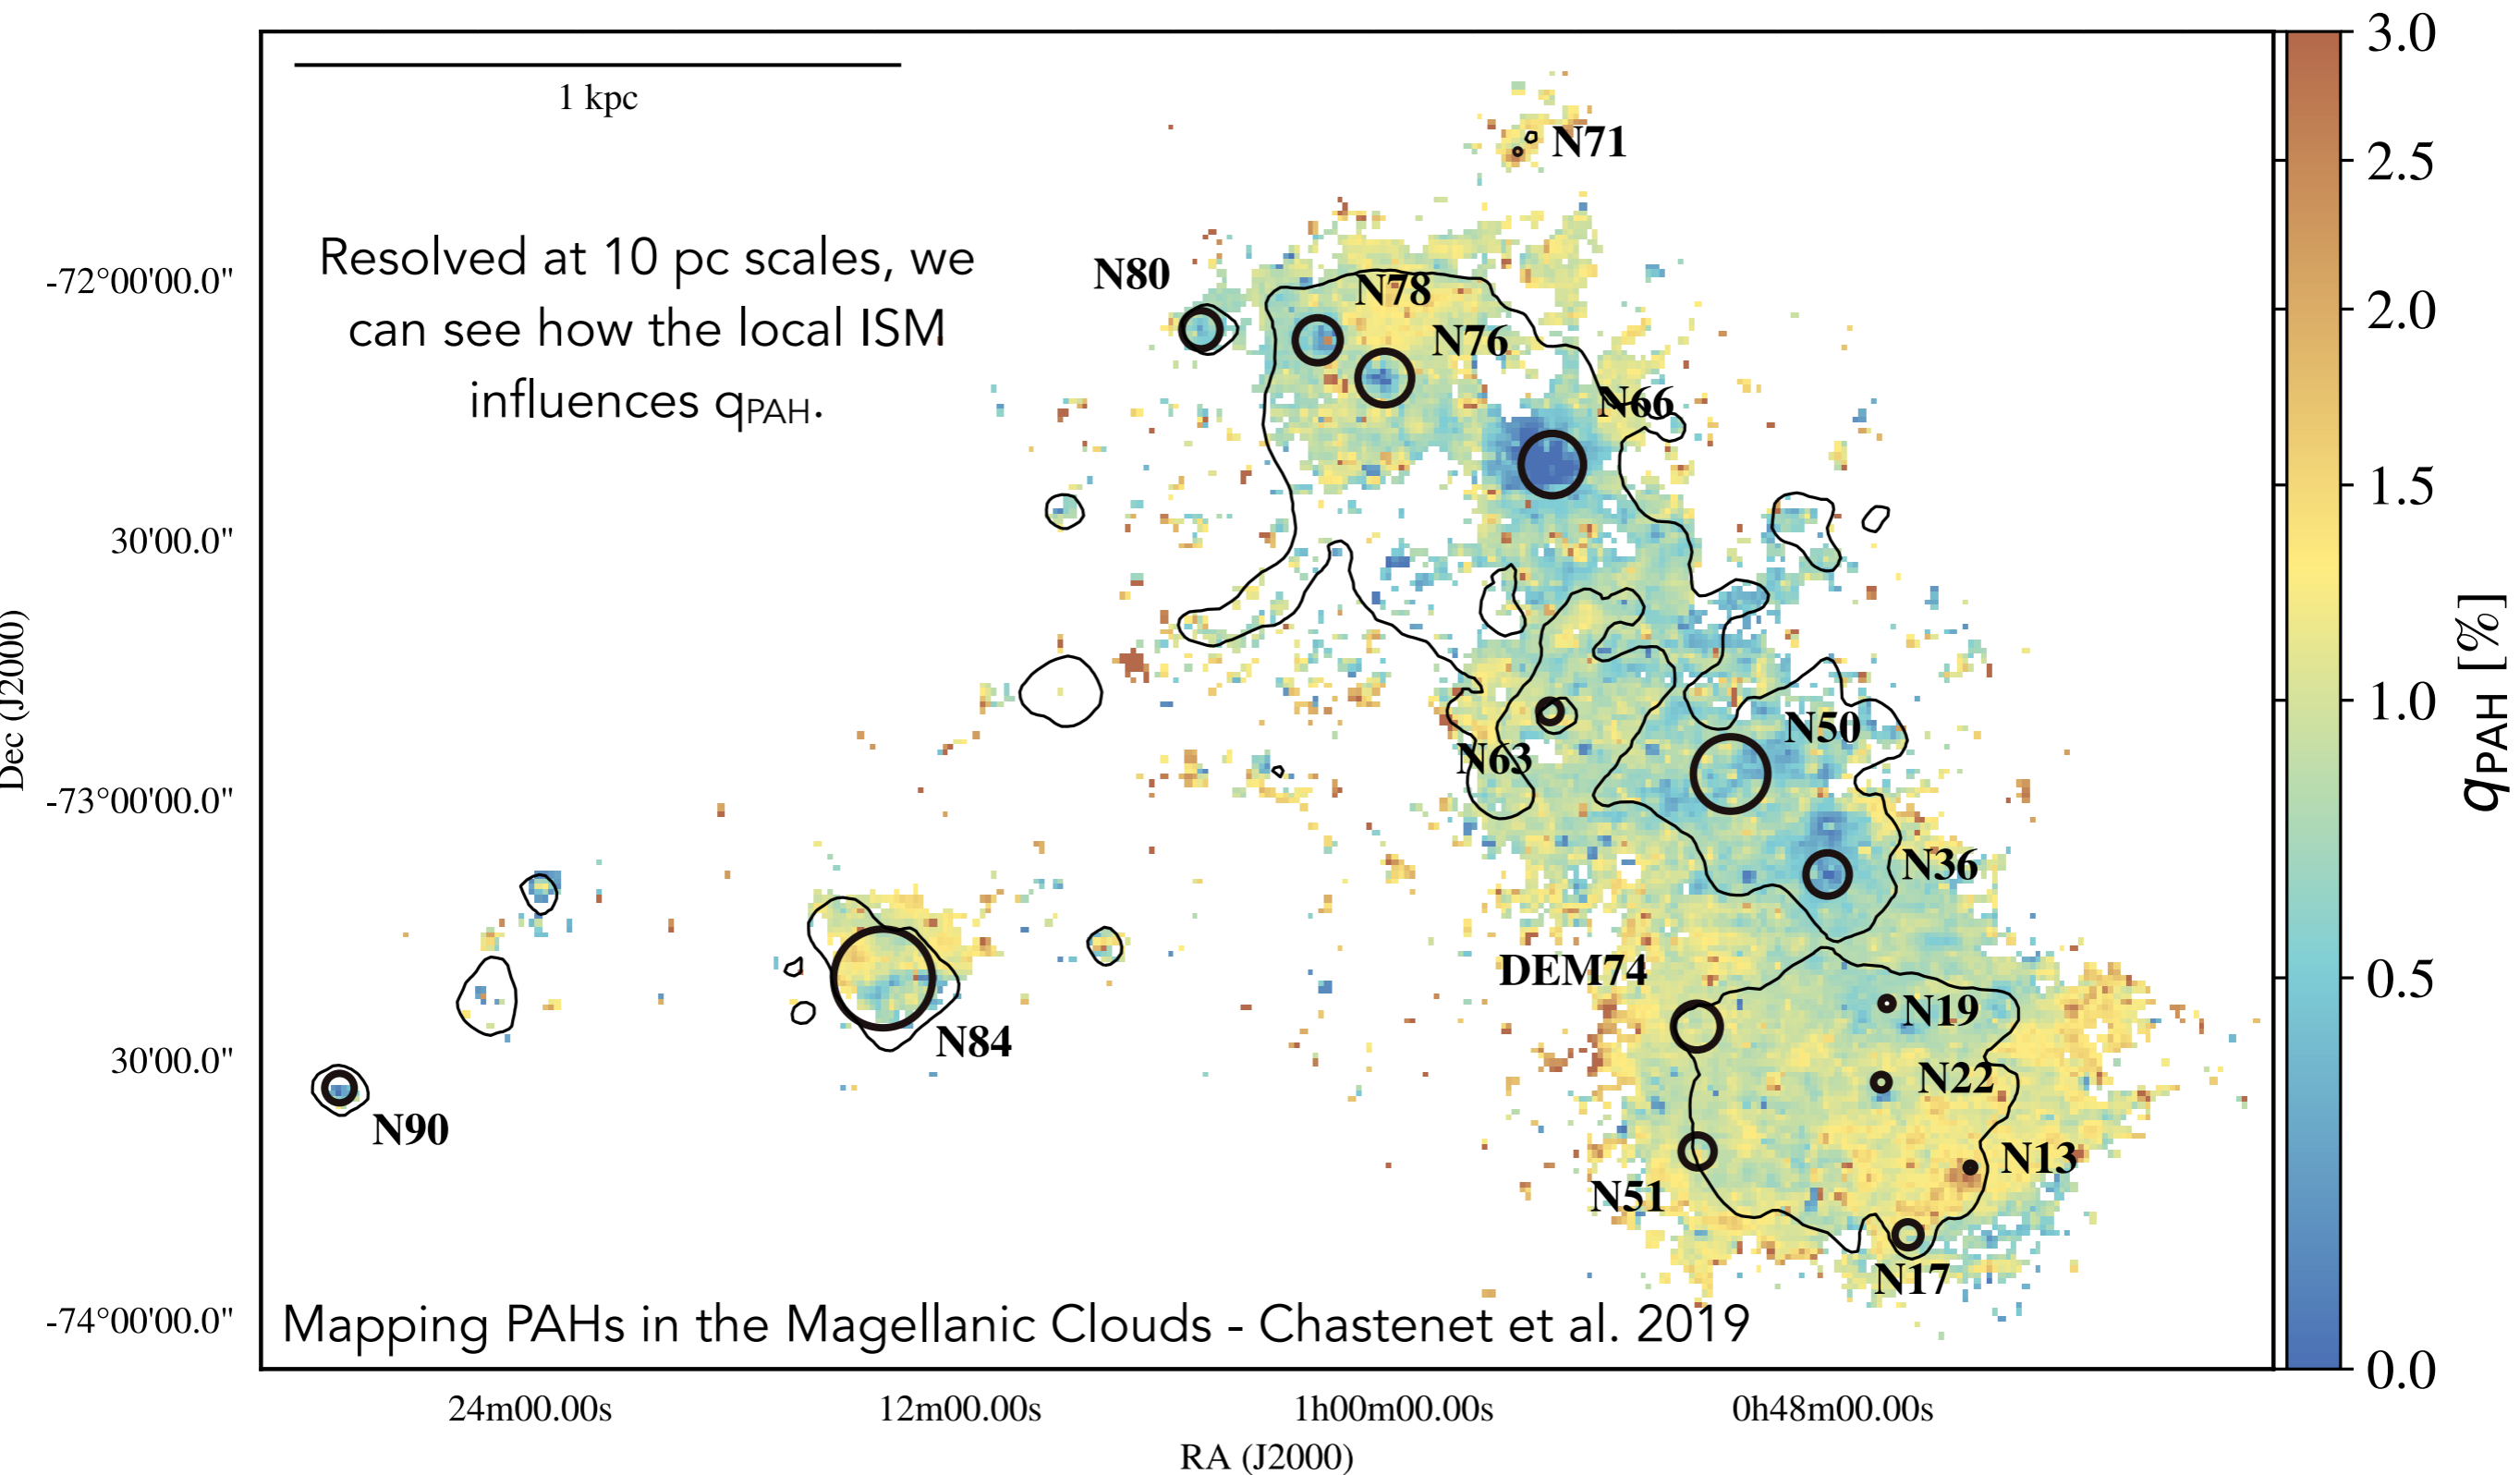 1 kpc
Resolved at 10 pc scales, we
can see how the local ISM
influences qPAH.
N71
N80
N78
N76
N66
N63
N50
N36
DEM74
N19
N22
N13
N51
N17
N84
N90
Mapping PAHs in the Magellanic Clouds - Chastenet et al. 2019
-72°00'00.0"
30'00.0"
-73°00'00.0"
30'00.0"
-74°00'00.0"
Dec (J2000)
24m00.00s
12m00.00s
1h00m00.00s
0h48m00.00s
RA (J2000)
3.0
2.5
2.0
1.5
1.0
0.5
0.0
qPAH [%]